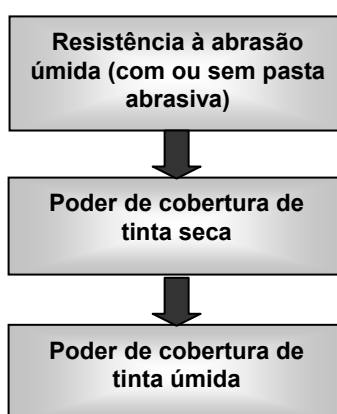 Resistência à abrasão
úmida (com ou sem pasta
abrasiva)
Poder de cobertura de
tinta seca
Poder de cobertura de
tinta úmida